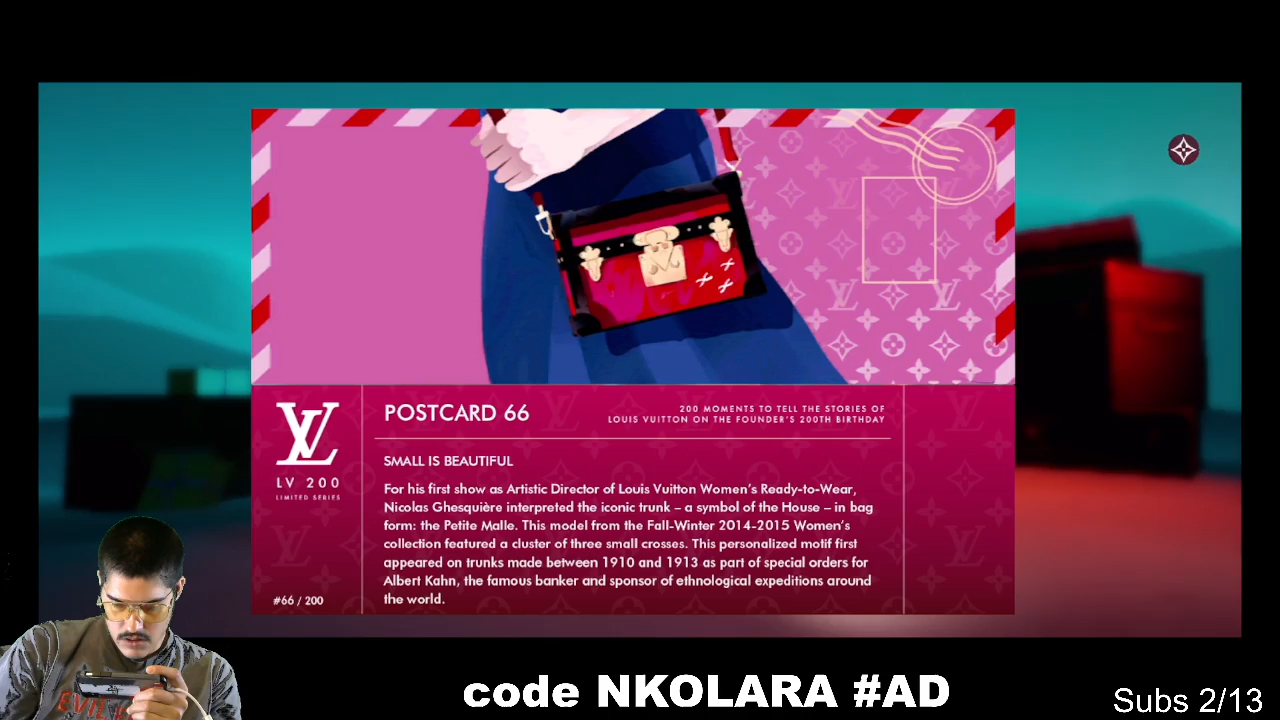 POSTCARD 66
200 MOMENTS TO TELL THE STORIES OF
LOUIS VUITTON ON THE FOUNDER'S 200TH BIRTHDAY
LV
LV 200
LIMITED SERIES
SMALL IS BEAUTIFUL
For his first show as Artistic Director of Louis Vuitton Women's Ready-to-Wear,
Nicolas Ghesquière interpreted the iconic trunk – a symbol of the House – in bag
form: the Petite Malle. This model from the Fall-Winter 2014-2015 Women's
collection featured a cluster of three small crosses. This personalized motif first
appeared on trunks made between 1910 and 1913 as part of special orders for
Albert Kahn, the famous banker and sponsor of ethnological expeditions around
the world.
#66 / 200
EVIL
code NKOLARA #AD
Subs 2/13